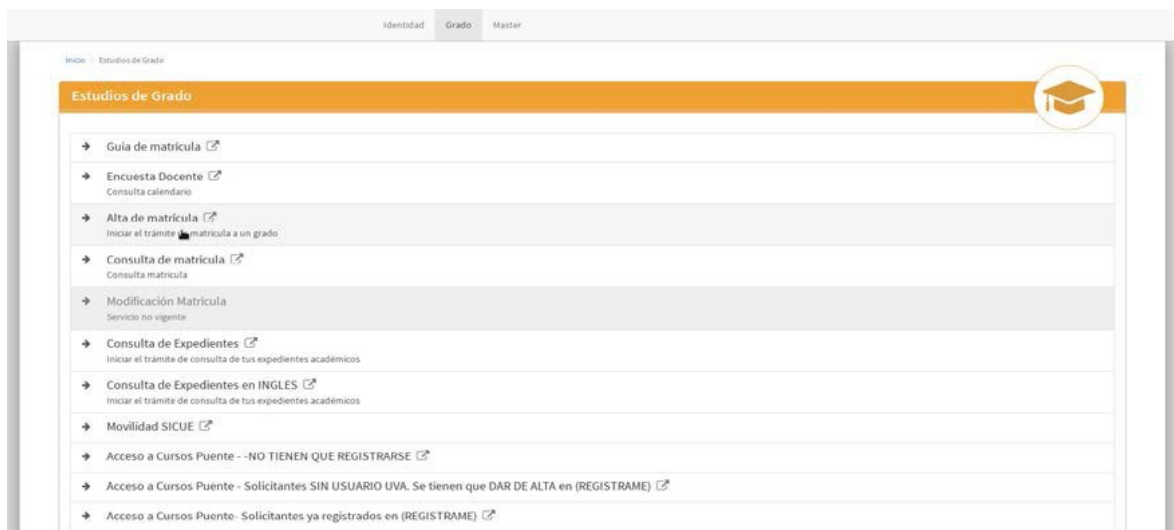 Identidad Grado Master
Inicio Estudios de Grado
Estudios de Grado
Guía de matrícula
Encuesta Docente
Consulta calendario
Alta de matrícula
Iniciar el trámite de matrícula a un grado
Consulta de matrícula
Consulta matrícula
Modificación Matrícula
Servicio no vigente
Consulta de Expedientes
Iniciar el trámite de consulta de tus expedientes académicos
Consulta de Expedientes en INGLES
Iniciar el trámite de consulta de tus expedientes académicos
Movilidad SICUE
Acceso a Cursos Puente - -NO TIENEN QUE REGISTRARSE
Acceso a Cursos Puente - Solicitantes SIN USUARIO UVA. Se tienen que DAR DE ALTA en (REGISTRAME)
Acceso a Cursos Puente- Solicitantes ya registrados en (REGISTRAME)